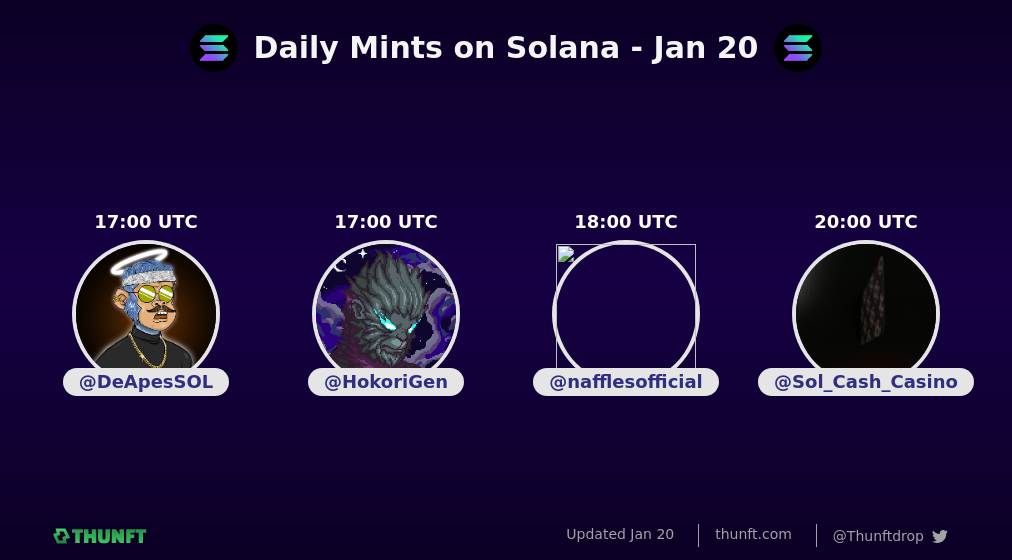 Daily Mints on Solana - Jan 20
17:00 UTC
@DeApesSOL
17:00 UTC
@HokoriGen
18:00 UTC
@nafflesofficial
20:00 UTC
@Sol_Cash_Casino
THUNFT
Updated Jan 20
thunft.com
@Thunftdrop